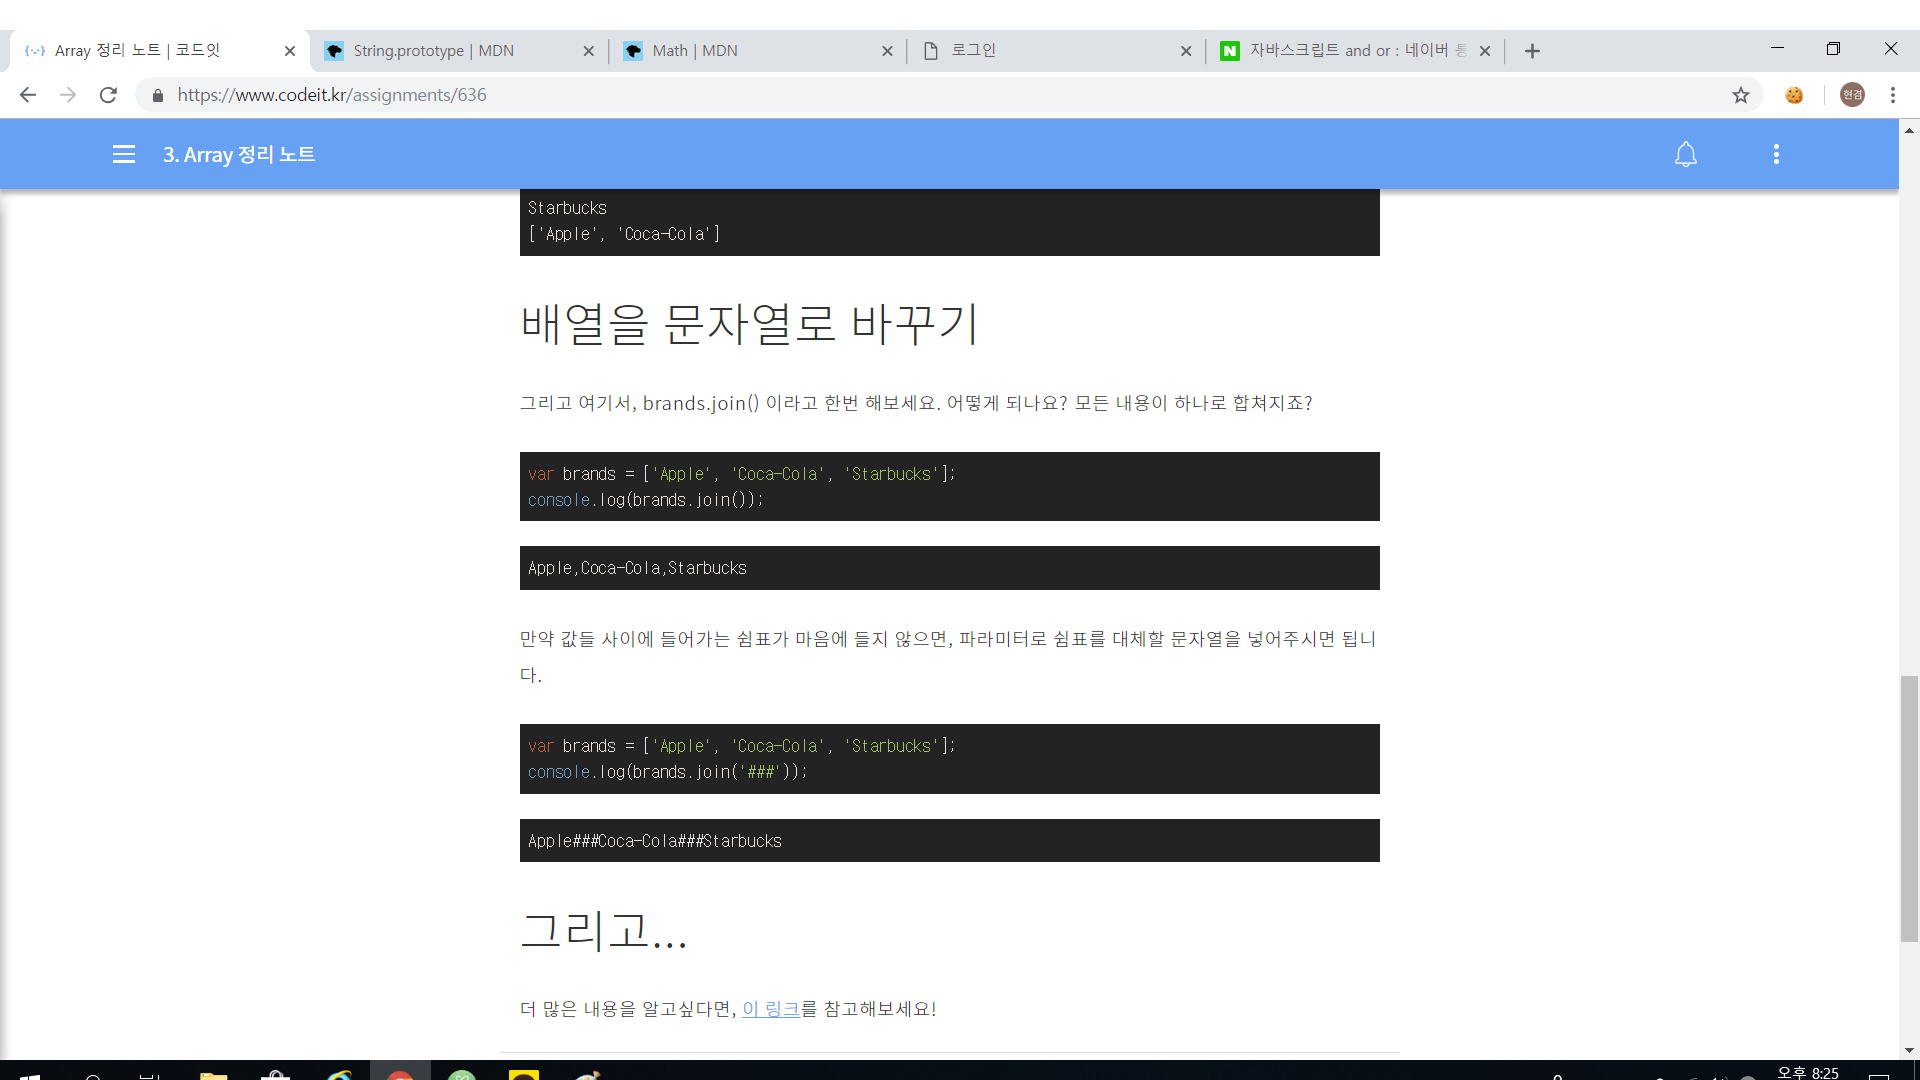 Array 정리 노트 | 코드잇
String.prototype | MDN
Math | MDN
로그인
자바스크립트 and or : 네이버 통
https://www.codeit.kr/assignments/636
현겸
3. Array 정리 노트
Starbucks
['Apple', 'Coca-Cola']
배열을 문자열로 바꾸기
그리고 여기서, brands.join() 이라고 한번 해보세요. 어떻게 되나요? 모든 내용이 하나로 합쳐지죠?
var brands = ['Apple', 'Coca-Cola', 'Starbucks'];
console.log(brands.join());
Apple,Coca-Cola,Starbucks
만약 값들 사이에 들어가는 쉼표가 마음에 들지 않으면, 파라미터로 쉼표를 대체할 문자열을 넣어주시면 됩니
다.
var brands = ['Apple', 'Coca-Cola', 'Starbucks'];
console.log(brands.join('###'));
Apple###Coca-Cola###Starbucks
그리고...
더 많은 내용을 알고싶다면, 이 링크를 참고해보세요!
오후 8:25